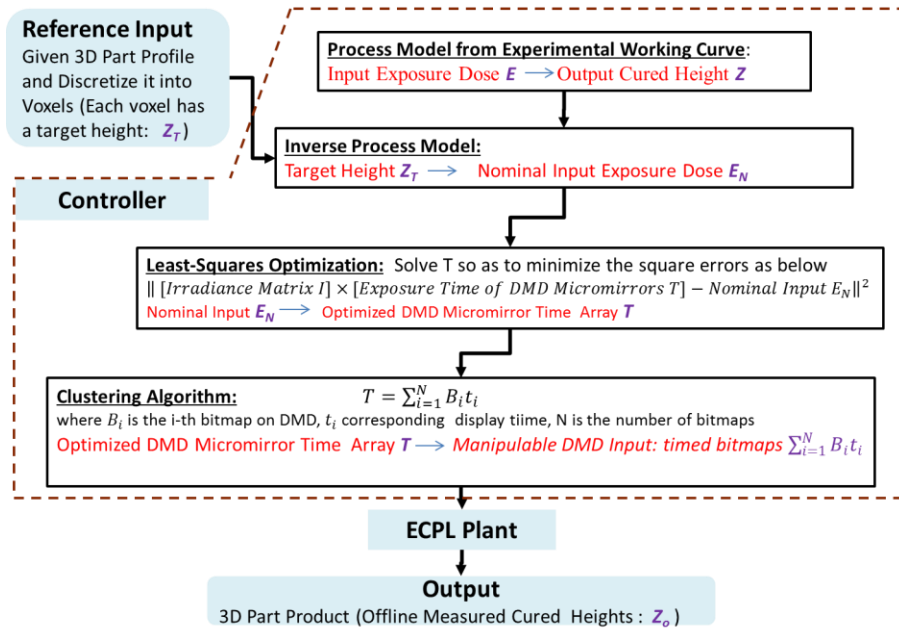 Reference Input
Given 3D Part Profile
and Discretize it into
Voxels (Each voxel has
a target height: Z_T)
Process Model from Experimental Working Curve:
Input Exposure Dose E → Output Cured Height Z
Inverse Process Model:
Target Height Z_T → Nominal Input Exposure Dose E_N
Controller
Least-Squares Optimization: Solve T so as to minimize the square errors as below
‖ [Irradiance Matrix I] × [Exposure Time of DMD Micromirrors T] − Nominal Input E_N‖²
Nominal Input E_N → Optimized DMD Micromirror Time Array T
Clustering Algorithm: T = ∑_{i=1}^{N} B_i t_i
where B_i is the i-th bitmap on DMD, t_i corresponding display tiime, N is the number of bitmaps
Optimized DMD Micromirror Time Array T → Manipulable DMD Input: timed bitmaps ∑_{i=1}^{N} B_i t_i
ECPL Plant
Output
3D Part Product (Offline Measured Cured Heights : Z_o)